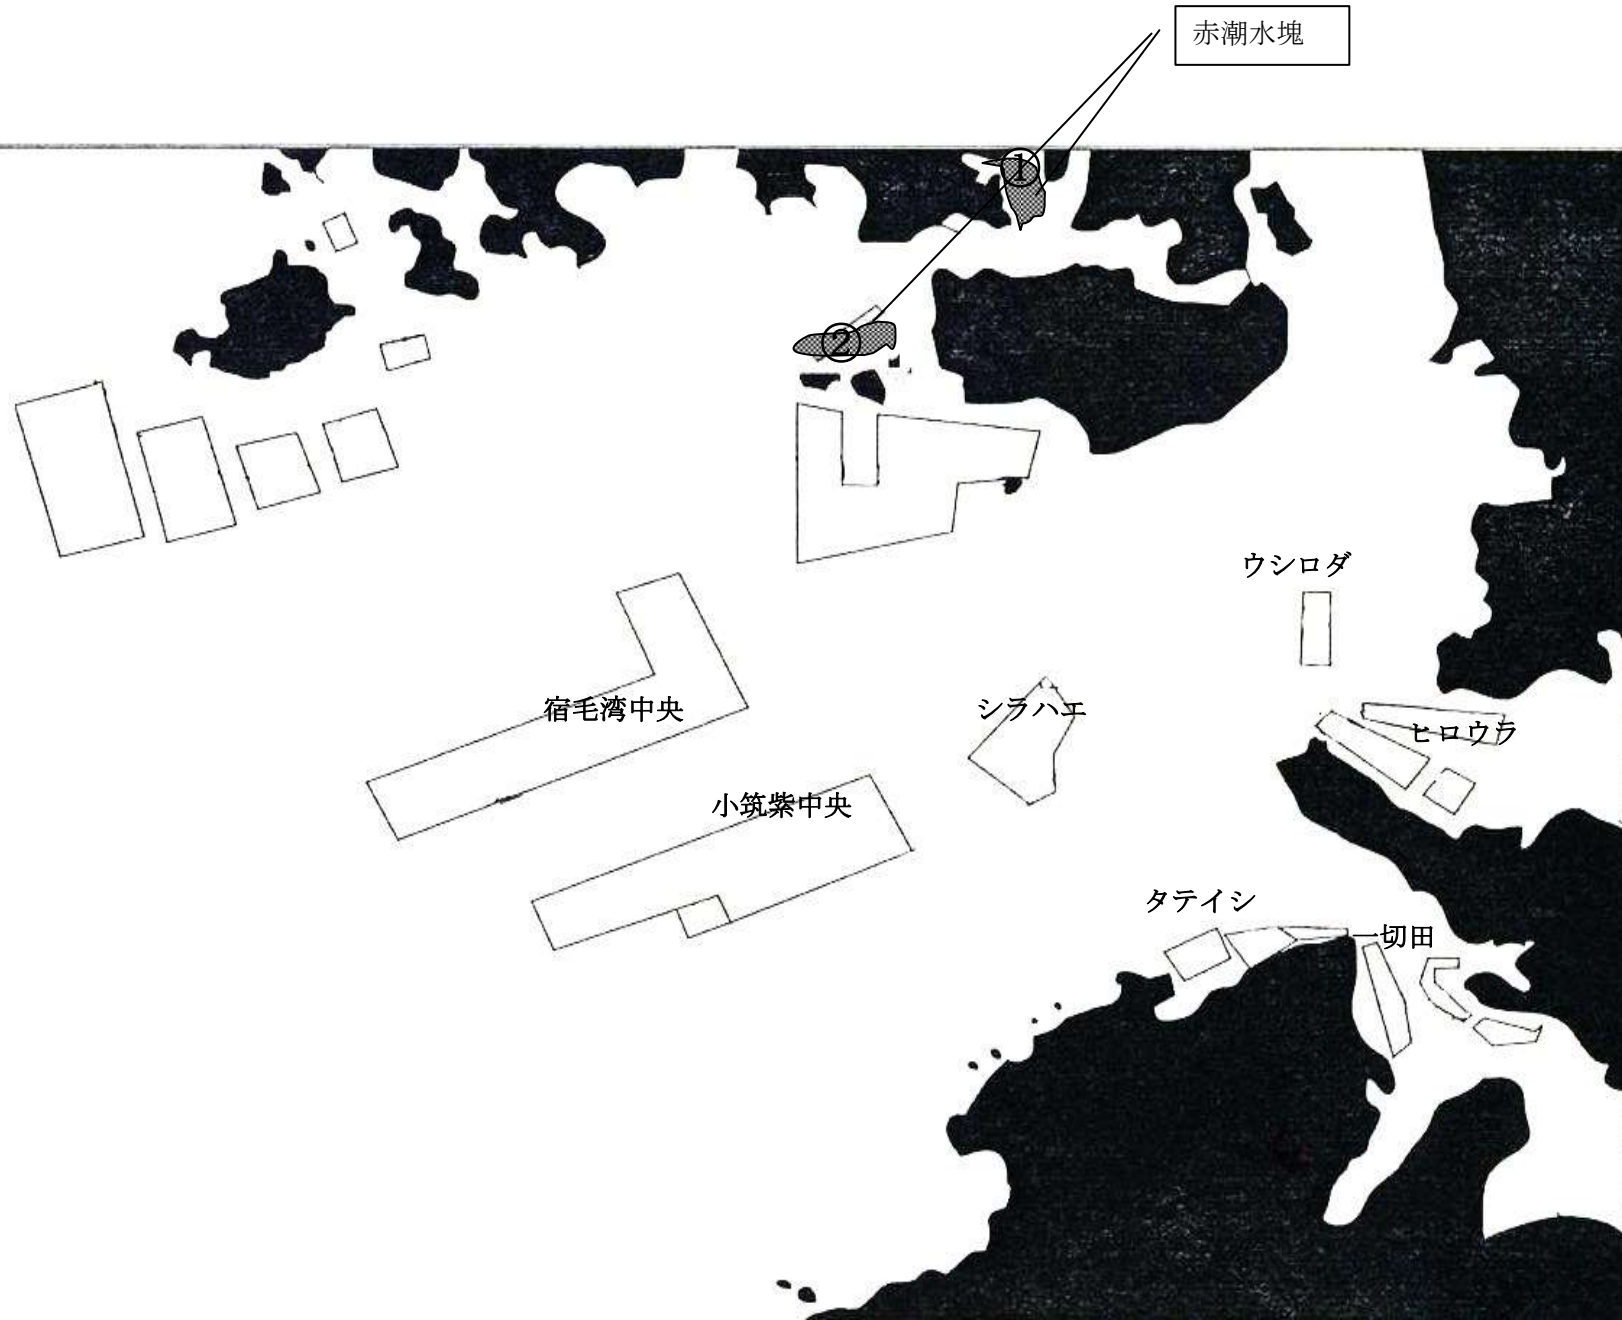 赤潮水塊
①
②
ウシロダ
宿毛湾中央
シラハエ
ヒロウラ
小筑紫中央
タテイシ
一切田